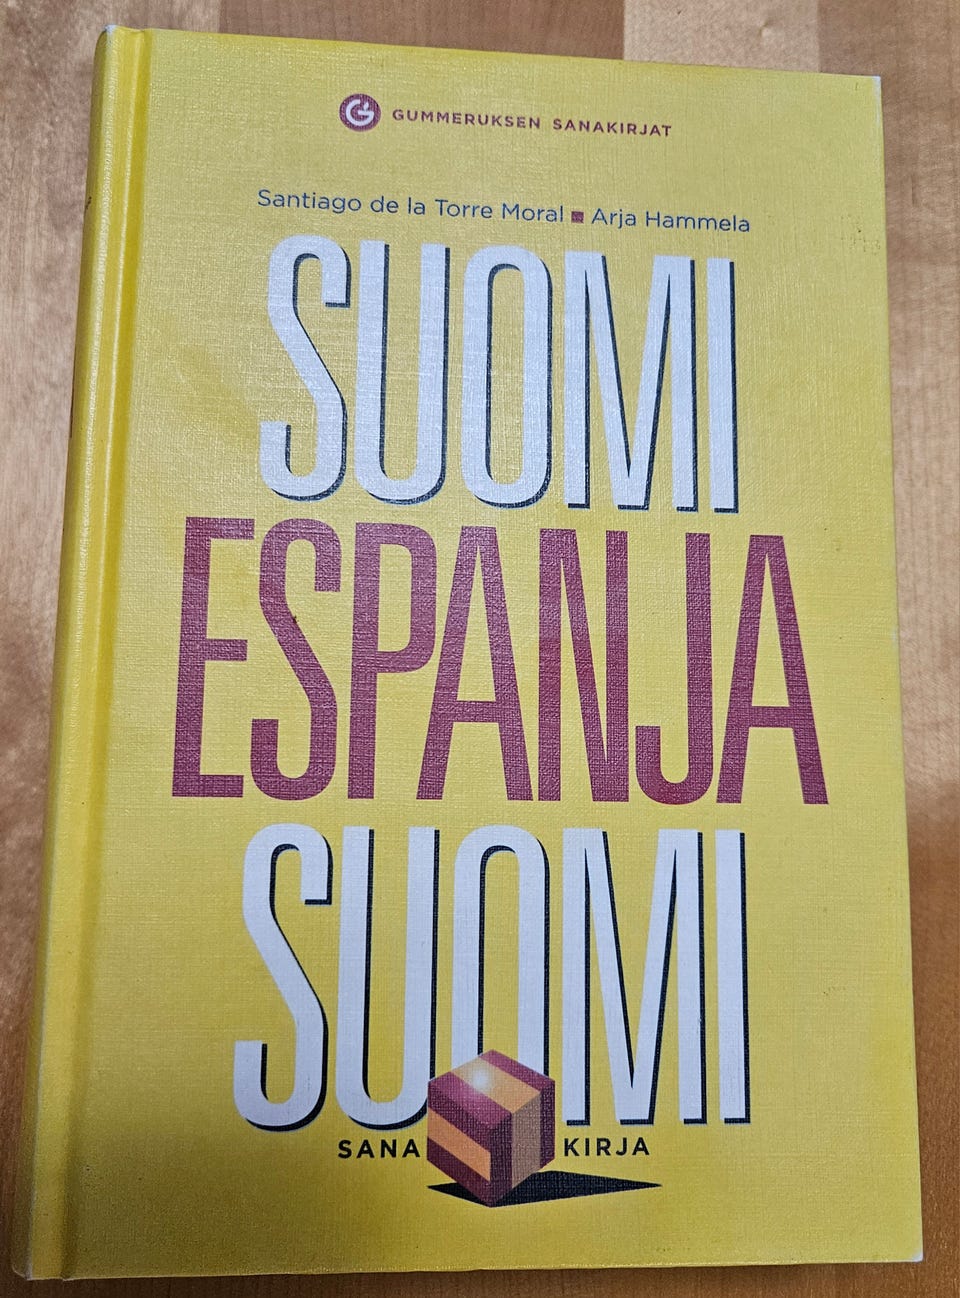 GUMMERUKSEN SANAKIRJAT
Santiago de la Torre Moral ■ Arja Hammela
SUOMI
ESPANJA
SUOMI
SANA KIRJA